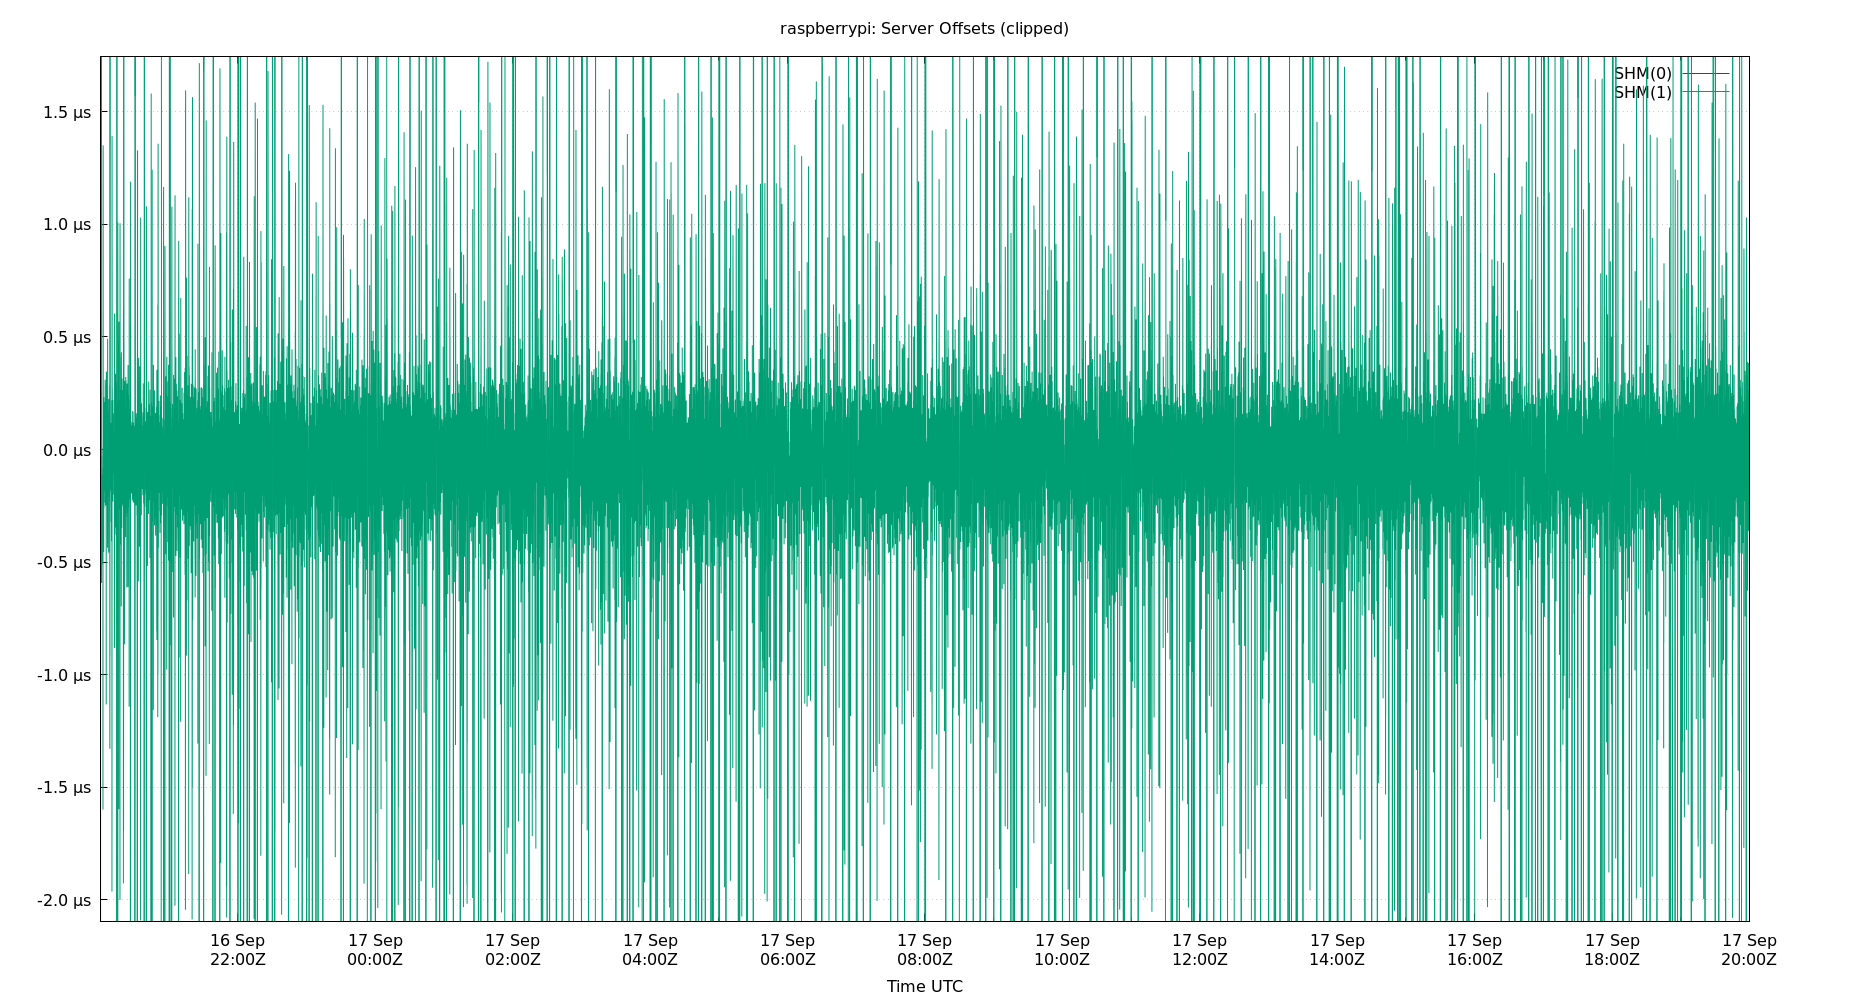 raspberrypi: Server Offsets (clipped)
SHM(0)
SHM(1)
1.5 µs
1.0 µs
0.5 µs
0.0 µs
-0.5 µs
-1.0 µs
-1.5 µs
-2.0 µs
16 Sep 17 Sep 17 Sep 17 Sep 17 Sep 17 Sep 17 Sep 17 Sep 17 Sep 17 Sep 17 Sep 17 Sep
22:00Z 00:00Z 02:00Z 04:00Z 06:00Z 08:00Z 10:00Z 12:00Z 14:00Z 16:00Z 18:00Z 20:00Z
Time UTC